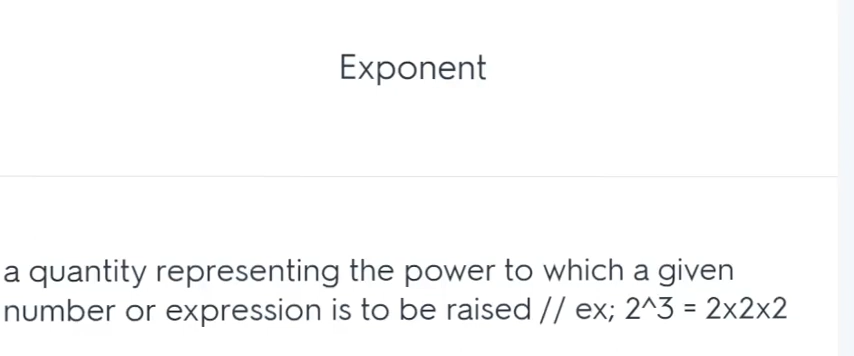 Exponent
a quantity representing the power to which a given
number or expression is to be raised // ex; 2^3 = 2x2x2